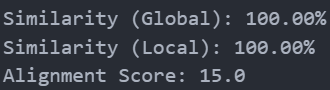 Similarity (Global): 100.00%
Similarity (Local): 100.00%
Alignment Score: 15.0